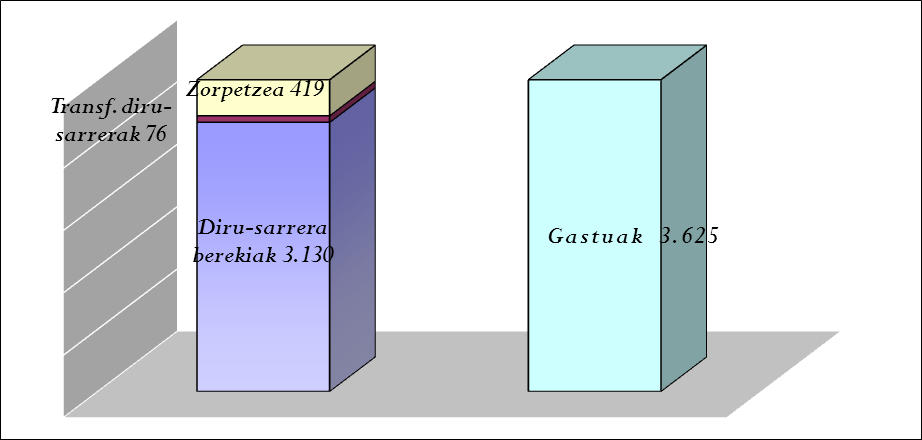 Zorpetzea 419
Transf. diru-
sarrerak 76
Diru-sarrera
berekiak 3.130
Gastuak 3.625